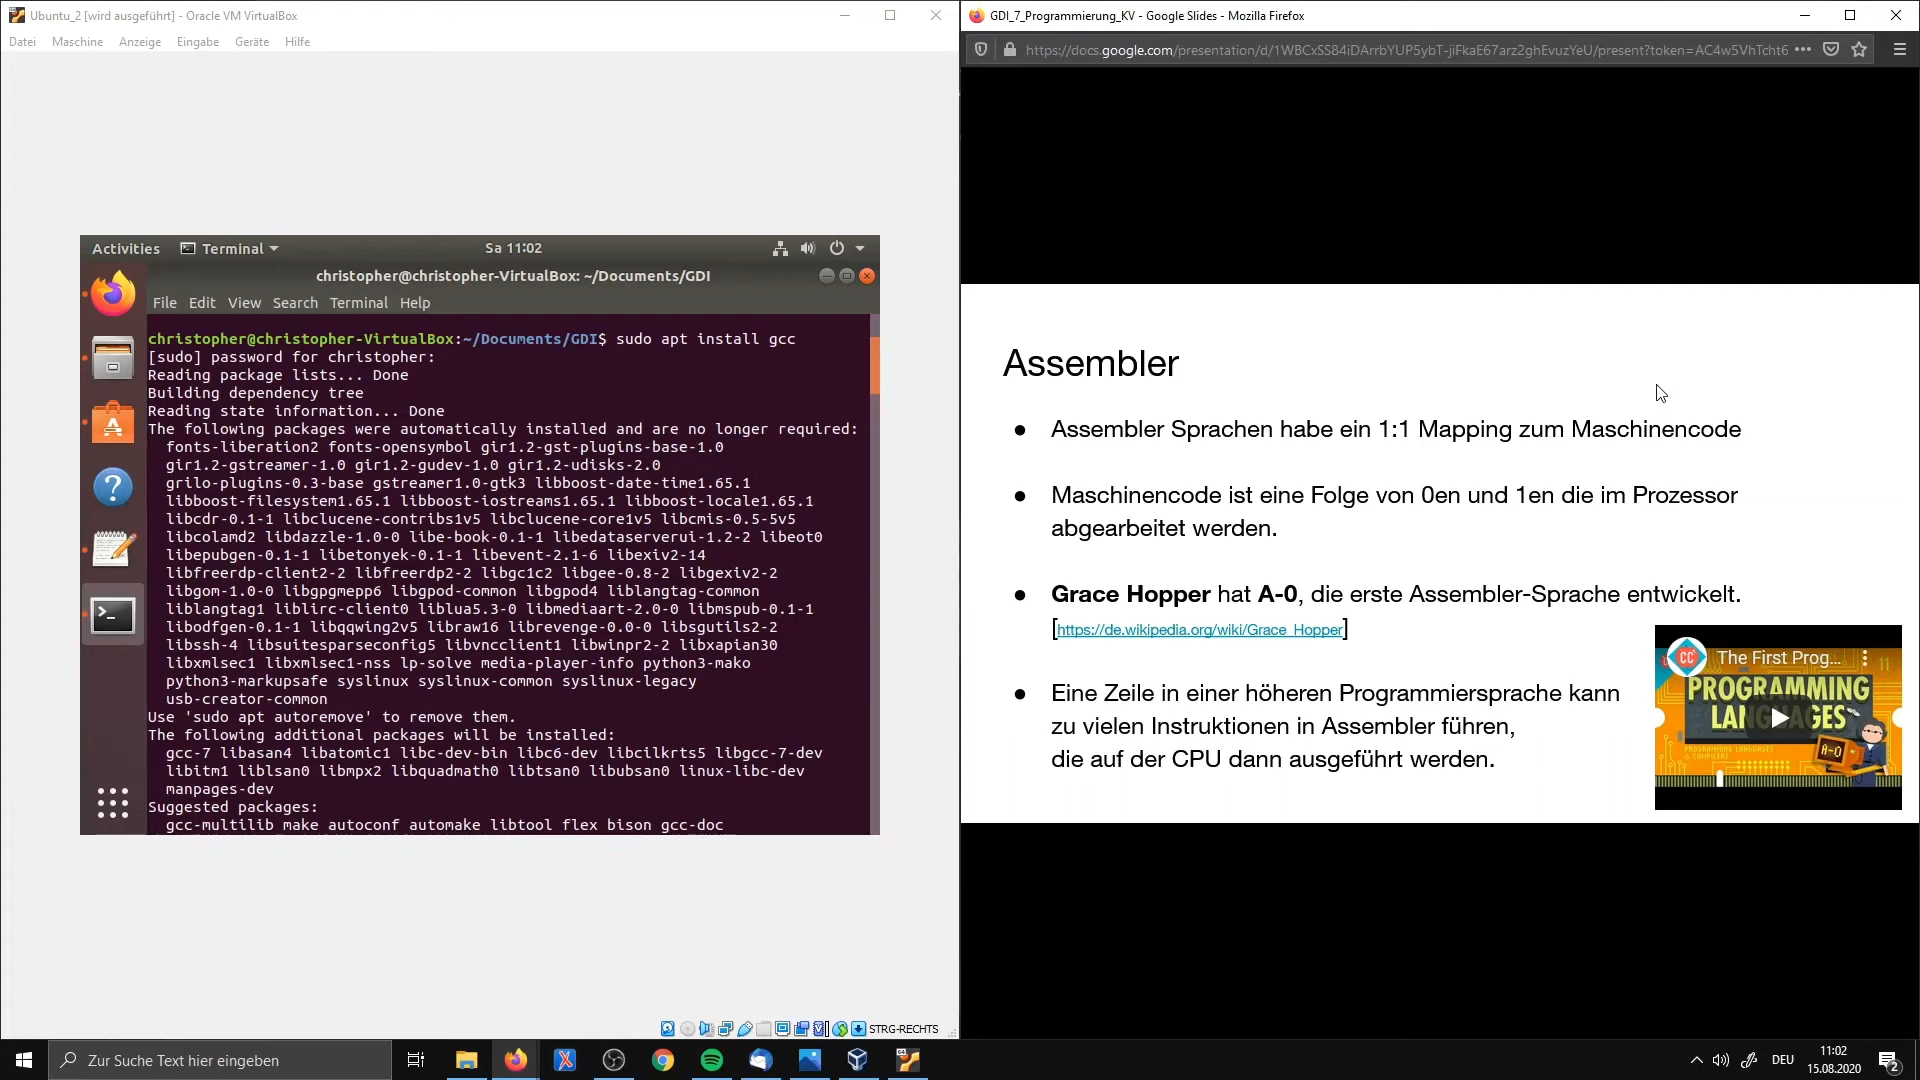 Ubuntu_2 [wird ausgeführt] - Oracle VM VirtualBox
Datei Maschine Anzeige Eingabe Geräte Hilfe
Activities Terminal Sa 11:02
christopher@christopher-VirtualBox: ~/Documents/GDI
File Edit View Search Terminal Help
christopher@christopher-VirtualBox:~/Documents/GDI$ sudo apt install gcc
[sudo] password for christopher:
Reading package lists... Done
Building dependency tree
Reading state information... Done
The following packages were automatically installed and are no longer required:
fonts-liberation2 fonts-opensymbol gir1.2-gst-plugins-base-1.0
gir1.2-gstreamer-1.0 gir1.2-gudev-1.0 gir1.2-udisks-2.0
grilo-plugins-0.3-base gstreamer1.0-gtk3 libboost-date-time1.65.1
libboost-filesystem1.65.1 libboost-iostreams1.65.1 libboost-locale1.65.1
libcdr-0.1-1 libclucene-contribs1v5 libclucene-core1v5 libcmis-0.5-5v5
libcolamd2 libdazzle-1.0-0 libe-book-0.1-1 libedataserverui-1.2-2 libeot0
libepubgen-0.1-1 libetonyek-0.1-1 libevent-2.1-6 libexiv2-14
libfreerdp-client2-2 libfreerdp2-2 libgc1c2 libgee-0.8-2 libgexiv2-2
libgom-1.0-0 libgpgmepp6 libgpod-common libgpod4 liblangtag-common
liblangtag1 liblirc-client0 liblua5.3-0 libmediaart-2.0-0 libmspub-0.1-1
libodfgen-0.1-1 libqqwing2v5 libraw16 librevenge-0.0-0 libsgutils2-2
libssh-4 libsuitesparseconfig5 libvncclient1 libwinpr2-2 libxapian30
libxmlsec1 libxmlsec1-nss lp-solve media-player-info python3-mako
python3-markupsafe syslinux syslinux-common syslinux-legacy
usb-creator-common
Use 'sudo apt autoremove' to remove them.
The following additional packages will be installed:
gcc-7 libasan4 libatomic1 libc-dev-bin libc6-dev libcilkrts5 libgcc-7-dev
libitm1 liblsan0 libmpx2 libquadmath0 libtsan0 libubsan0 linux-libc-dev
manpages-dev
Suggested packages:
gcc-multilib make autoconf automake libtool flex bison gcc-doc
STRG-RECHTS
GDI_7_Programmierung_KV - Google Slides - Mozilla Firefox
https://docs.google.com/presentation/d/1WBCxSS84iDArrbYUP5ybT-jiFkaE67arz2ghEvuzYeU/present?token=AC4w5VhTcht6
Assembler
● Assembler Sprachen habe ein 1:1 Mapping zum Maschinencode
● Maschinencode ist eine Folge von 0en und 1en die im Prozessor
abgearbeitet werden.
● Grace Hopper hat A-0, die erste Assembler-Sprache entwickelt.
[https://de.wikipedia.org/wiki/Grace_Hopper]
● Eine Zeile in einer höheren Programmiersprache kann
zu vielen Instruktionen in Assembler führen,
die auf der CPU dann ausgeführt werden.
CC The First Prog...
11
PROGRAMMING
LANGUAGES
PROGRAMMING LANGUAGES
& COMPILERS
A-0
Zur Suche Text hier eingeben
DEU
11:02
15.08.2020
2